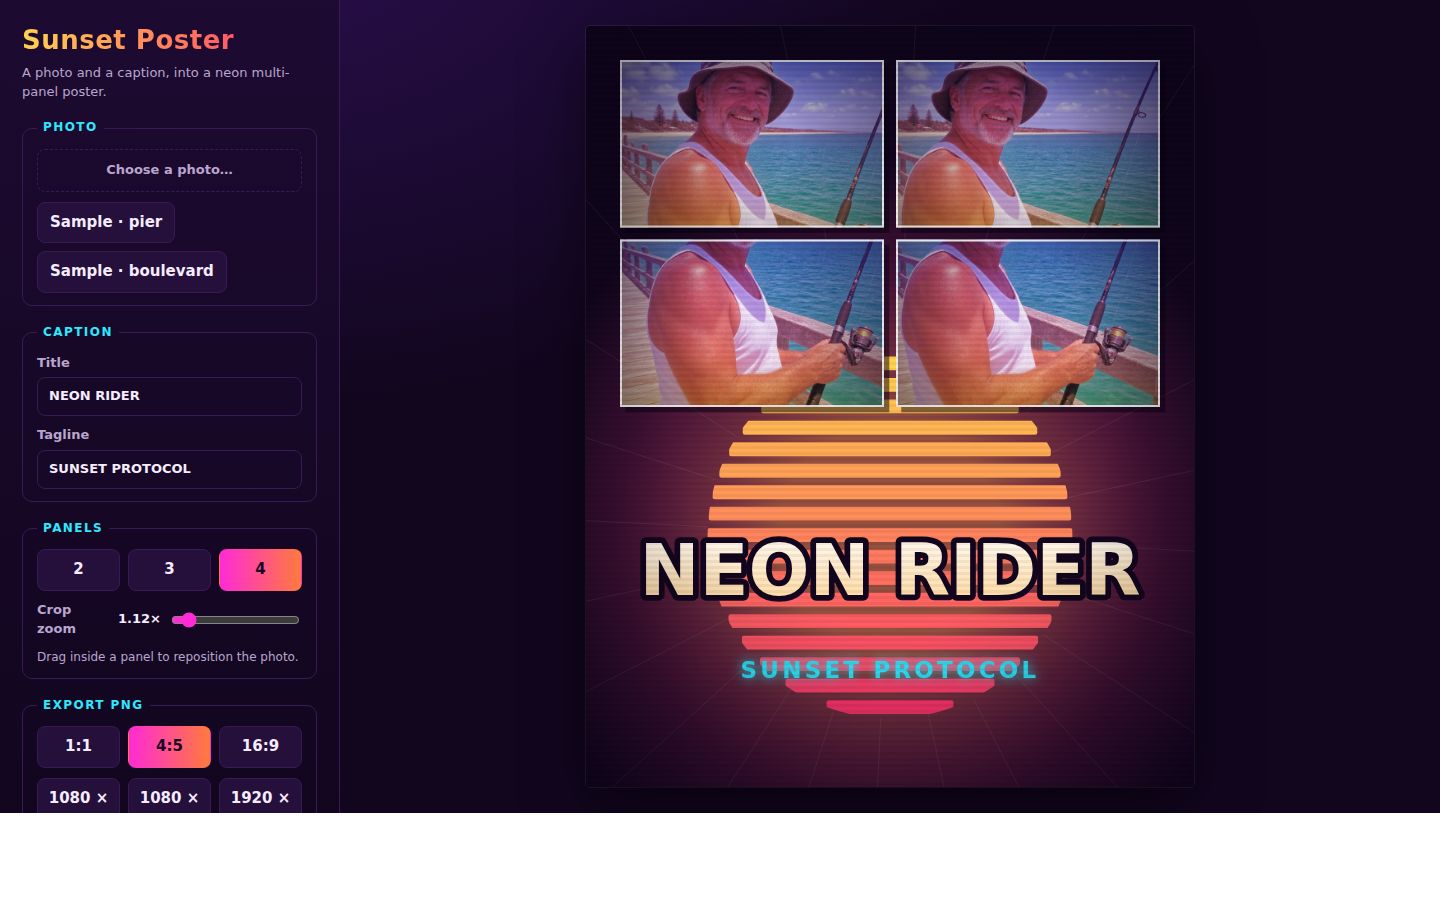 Sunset Poster
A photo and a caption, into a neon multi-
panel poster.
PHOTO
Choose a photo…
Sample · pier
Sample · boulevard
CAPTION
Title
NEON RIDER
Tagline
SUNSET PROTOCOL
PANELS
2 3 4
Crop
zoom
1.12×
Drag inside a panel to reposition the photo.
EXPORT PNG
1:1 4:5 16:9
1080 × 1080 × 1920 ×
NEON RIDER
SUNSET PROTOCOL